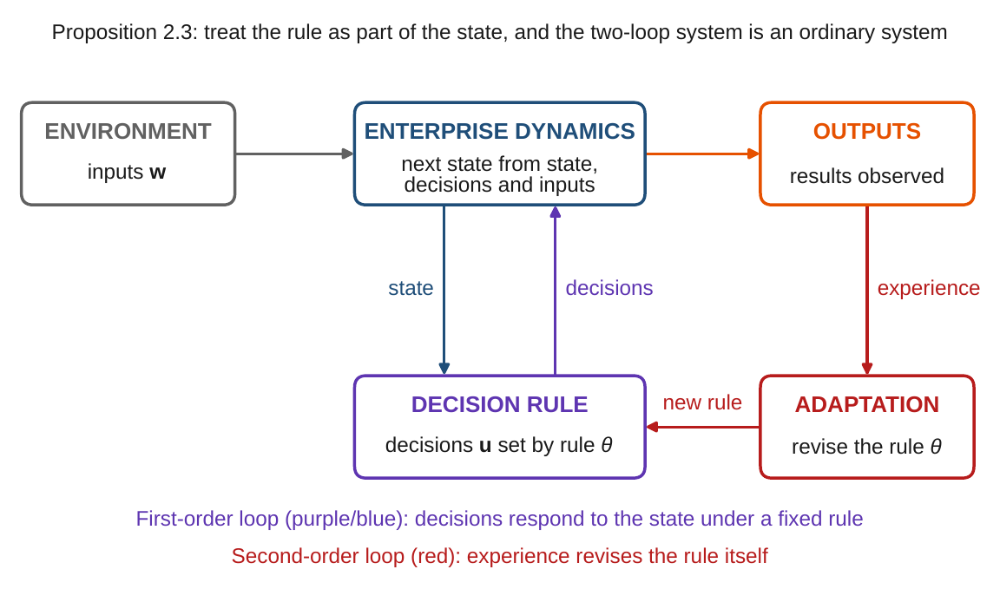 Proposition 2.3: treat the rule as part of the state, and the two-loop system is an ordinary system
ENVIRONMENT
inputs w
ENTERPRISE DYNAMICS
next state from state,
decisions and inputs
OUTPUTS
results observed
state
decisions
experience
DECISION RULE
decisions u set by rule θ
new rule
ADAPTATION
revise the rule θ
First-order loop (purple/blue): decisions respond to the state under a fixed rule
Second-order loop (red): experience revises the rule itself